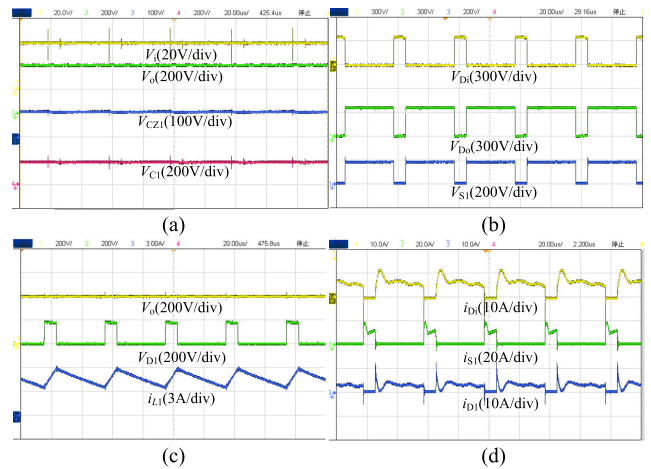 1 20.0V/ 2 200V/ 3 100V/ 4 200V/ 20.00us/ 425.4us 停止
Vi(20V/div)
Vo(200V/div)
VCZ1(100V/div)
VC1(200V/div)
(a)
1 300V/ 2 300V/ 3 200V/ 4 20.00us/ 29.16us 停止
VDi(300V/div)
VDo(300V/div)
VS1(200V/div)
(b)
1 200V/ 2 200V/ 3 3.00A/ 4 20.00us/ 475.8us 停止
Vo(200V/div)
VD1(200V/div)
iL1(3A/div)
(c)
1 10.0A/ 2 20.0A/ 3 10.0A/ 4 20.00us/ 2.200us 停止
iDi(10A/div)
iS1(20A/div)
iD1(10A/div)
(d)